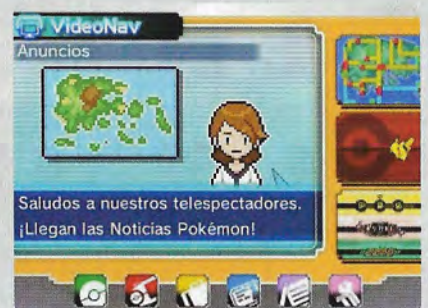 VideoNav
Anuncios
Saludos a nuestros telespectadores.
¡Llegan las Noticias Pokémon!